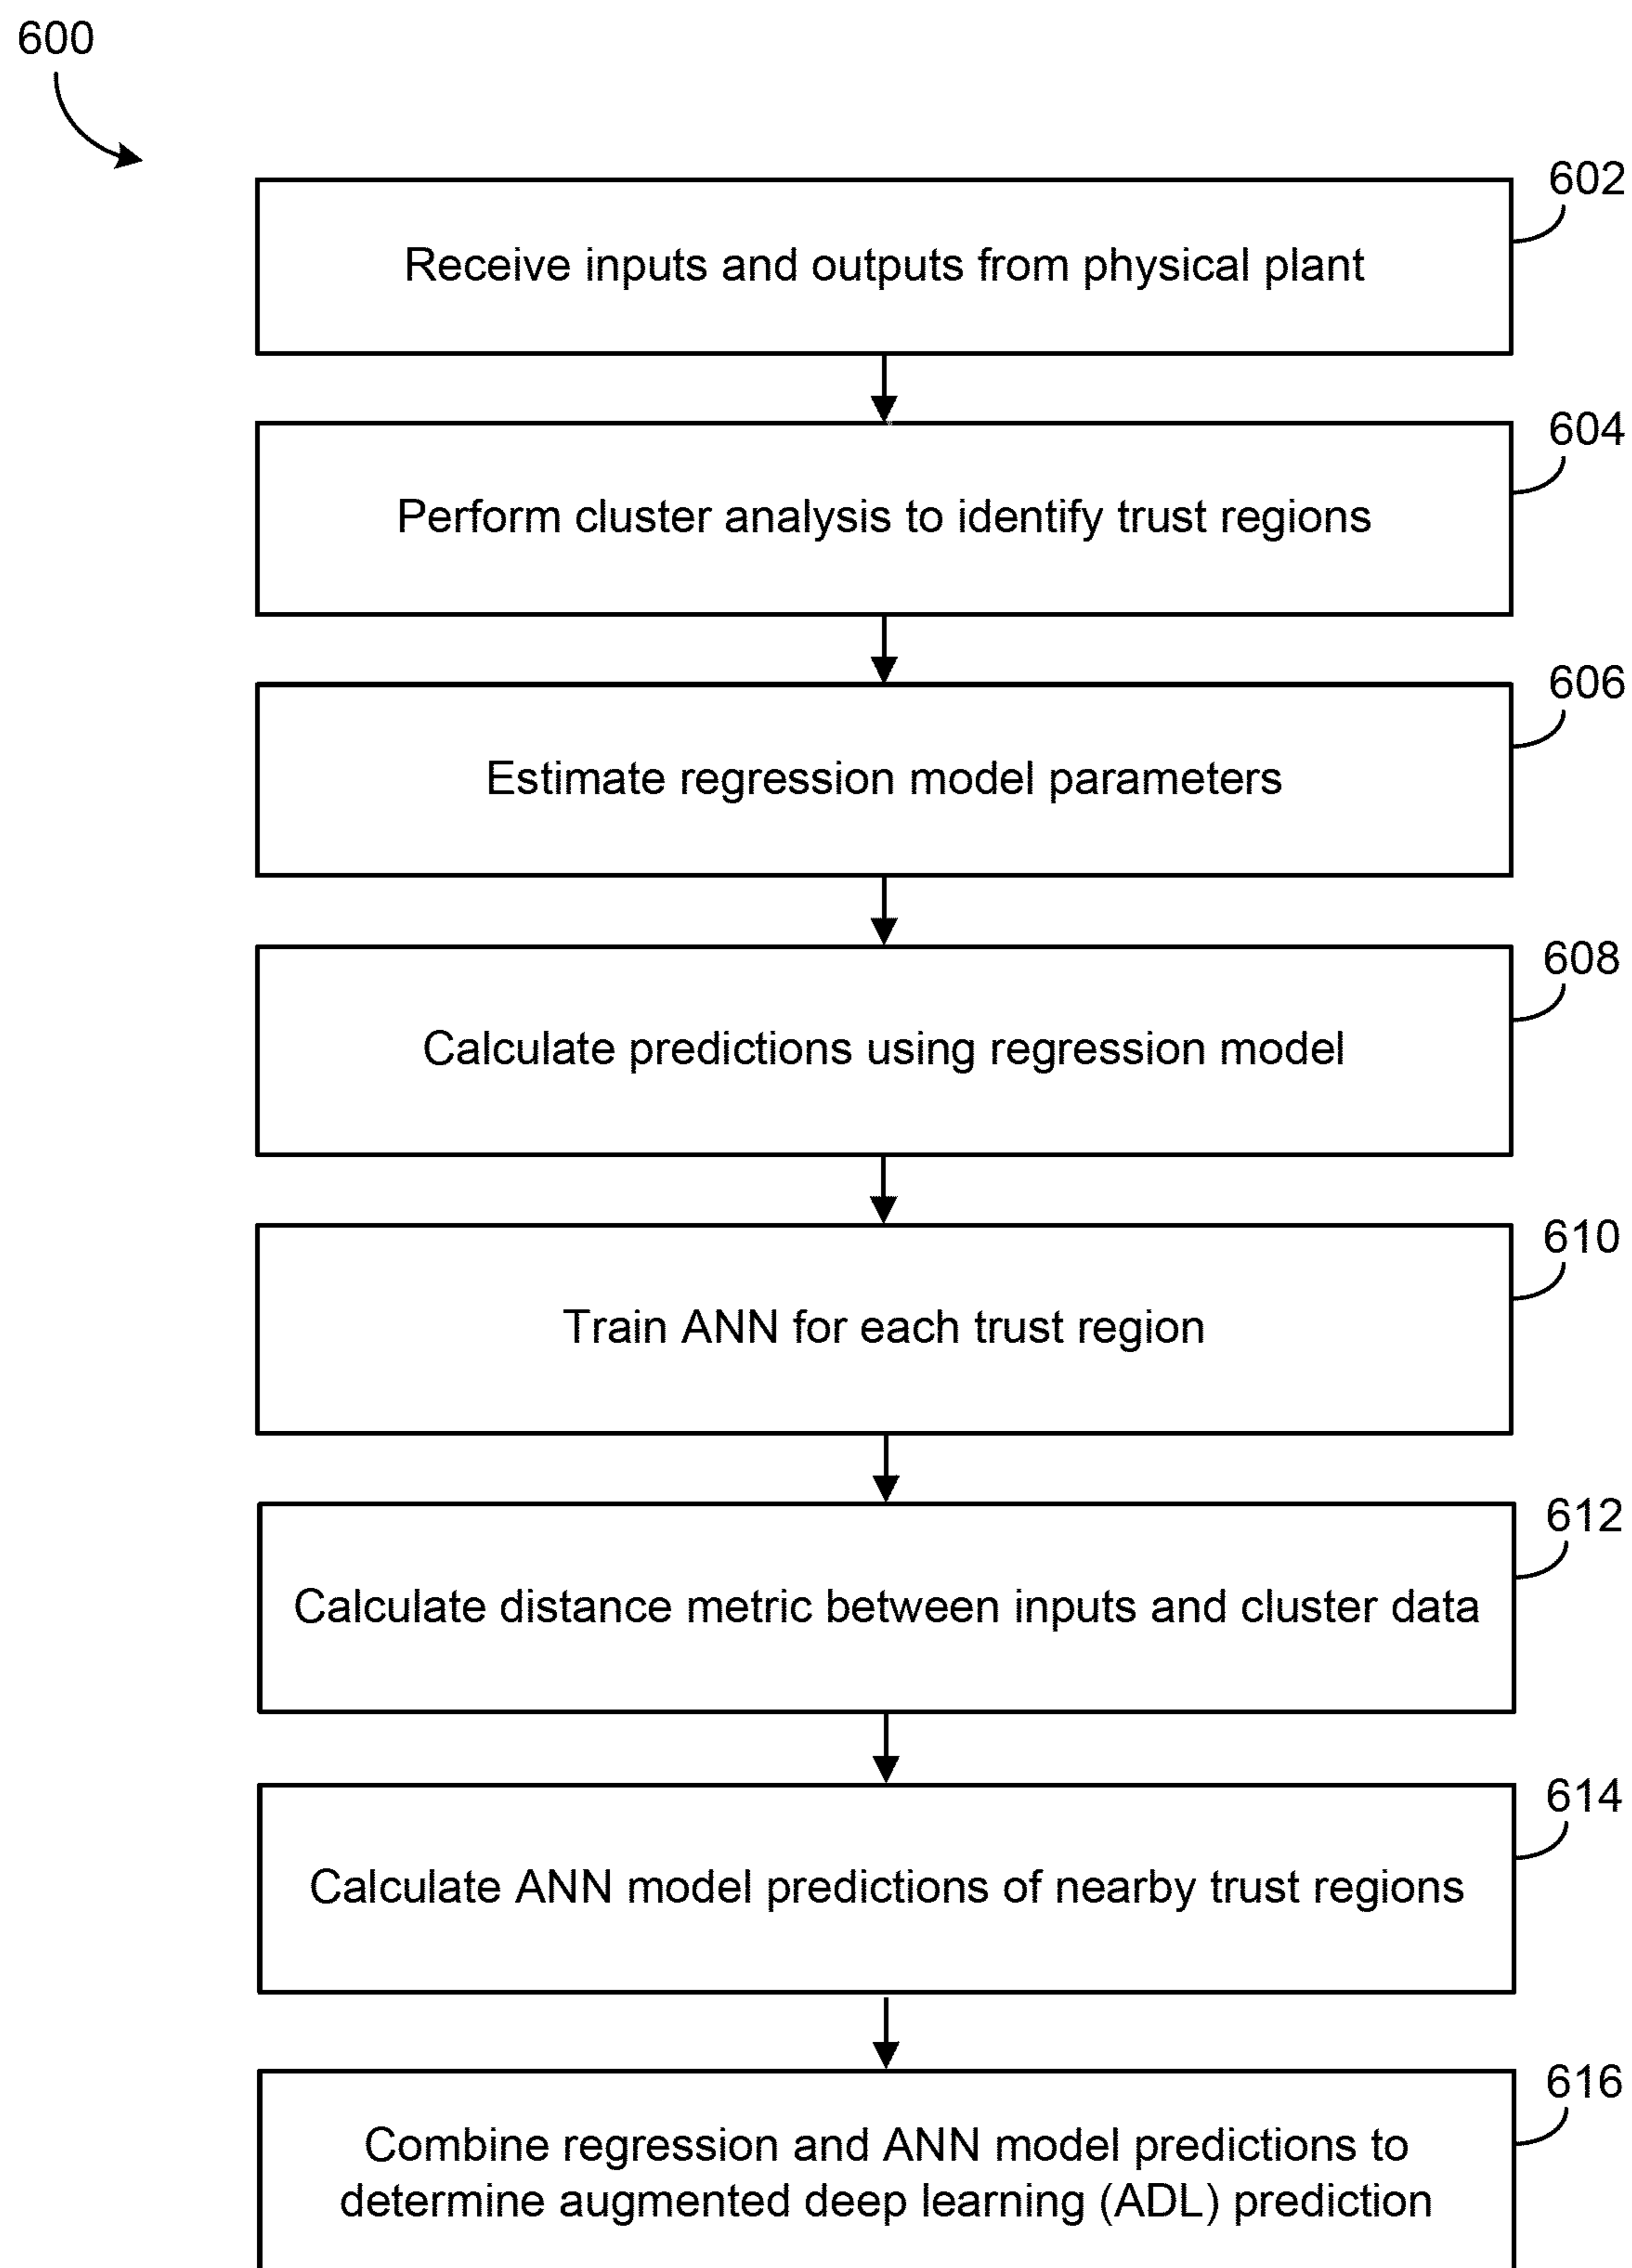 600
602
Receive inputs and outputs from physical plant
604
Perform cluster analysis to identify trust regions
606
Estimate regression model parameters
608
Calculate predictions using regression model
610
Train ANN for each trust region
612
Calculate distance metric between inputs and cluster data
614
Calculate ANN model predictions of nearby trust regions
616
Combine regression and ANN model predictions to
determine augmented deep learning (ADL) prediction